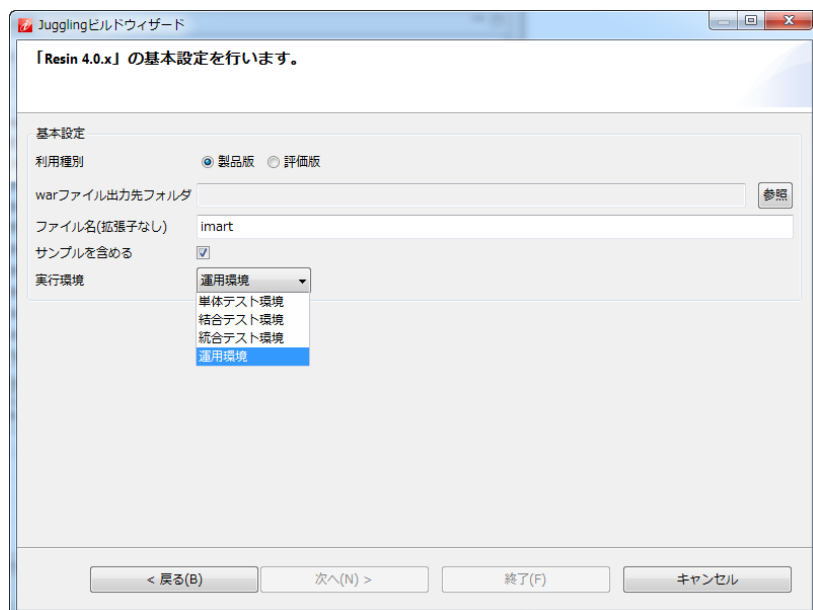 Jugglingビルドウィザード
「Resin 4.0.x」の基本設定を行います。
基本設定
利用種別 製品版 評価版
warファイル出力先フォルダ 参照
ファイル名(拡張子なし) imart
サンプルを含める
実行環境 運用環境
単体テスト環境
結合テスト環境
統合テスト環境
運用環境
< 戻る(B) 次へ(N) > 終了(F) キャンセル